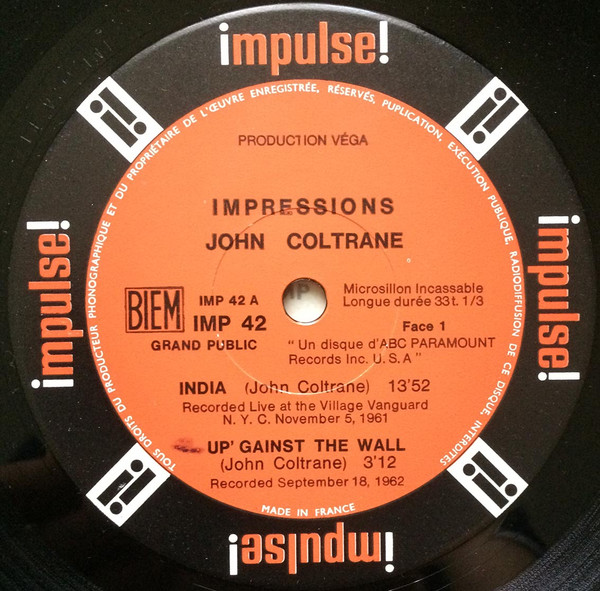 impulse!
impulse!
impulse!
impulse!
i!
i!
i!
i!
TOUS DROITS DU PRODUCTEUR PHONOGRAPHIQUE ET DU PROPRIÉTAIRE DE L'ŒUVRE ENREGISTRÉE, RÉSERVÉS, PUPLICATION, EXÉCUTION PUBLIQUE, RADIODIFFUSION DE CE DISQUE, INTERDITES
PRODUCTION VÉGA
IMPRESSIONS
JOHN COLTRANE
BIEM
IMP 42 A
IMP 42
GRAND PUBLIC
Microsillon Incassable
Longue durée 33 t. 1/3
Face 1
" Un disque d'ABC PARAMOUNT
Records Inc. U. S. A "
INDIA (John Coltrane) 13'52
Recorded Live at the Village Vanguard
N. Y. C. November 5, 1961
UP' GAINST THE WALL
(John Coltrane) 3'12
Recorded September 18, 1962
MADE IN FRANCE